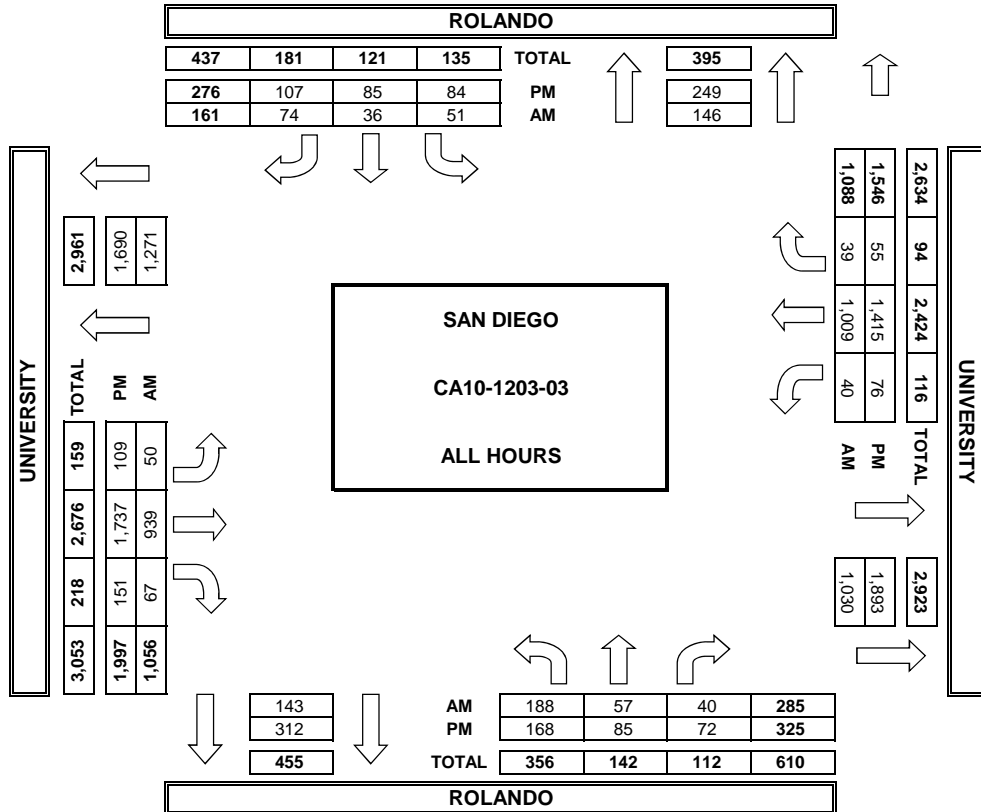 ROLANDO
437 181 121 135 TOTAL 395
276 107 85 84 PM 249
161 74 36 51 AM 146
UNIVERSITY
2,961
1,690
1,271
TOTAL 159 2,676 218 3,053
PM 109 1,737 151 1,997
AM 50 939 67 1,056
SAN DIEGO
CA10-1203-03
ALL HOURS
1,088 39 1,009 40 AM
1,546 55 1,415 76 PM
2,634 94 2,424 116 TOTAL
1,030
1,893
2,923
UNIVERSITY
143 AM 188 57 40 285
312 PM 168 85 72 325
455 TOTAL 356 142 112 610
ROLANDO